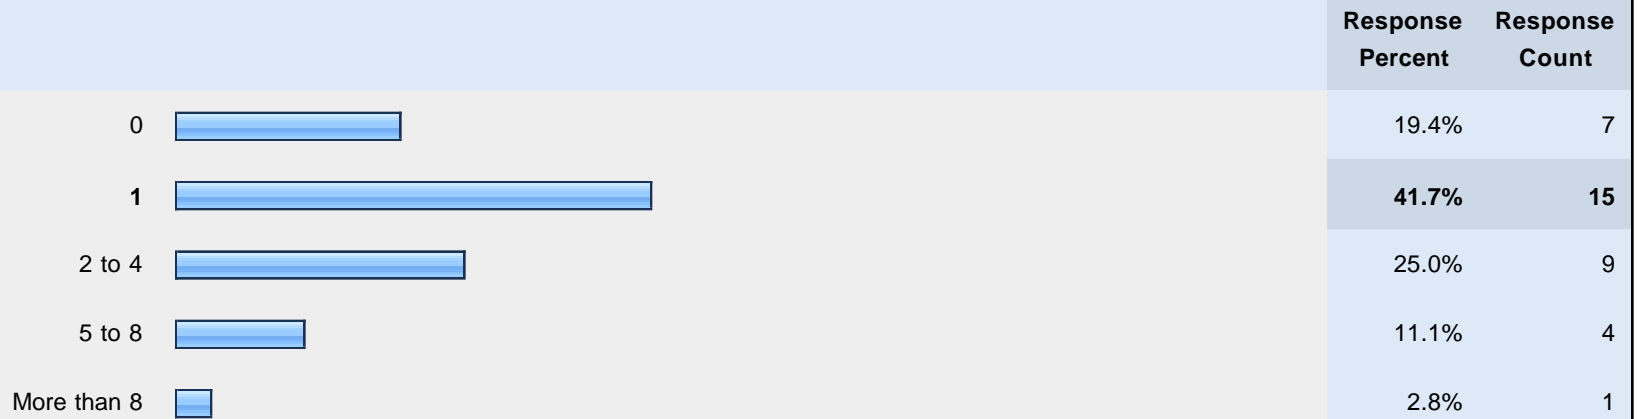 Response Percent Response Count
0 19.4% 7
1 41.7% 15
2 to 4 25.0% 9
5 to 8 11.1% 4
More than 8 2.8% 1